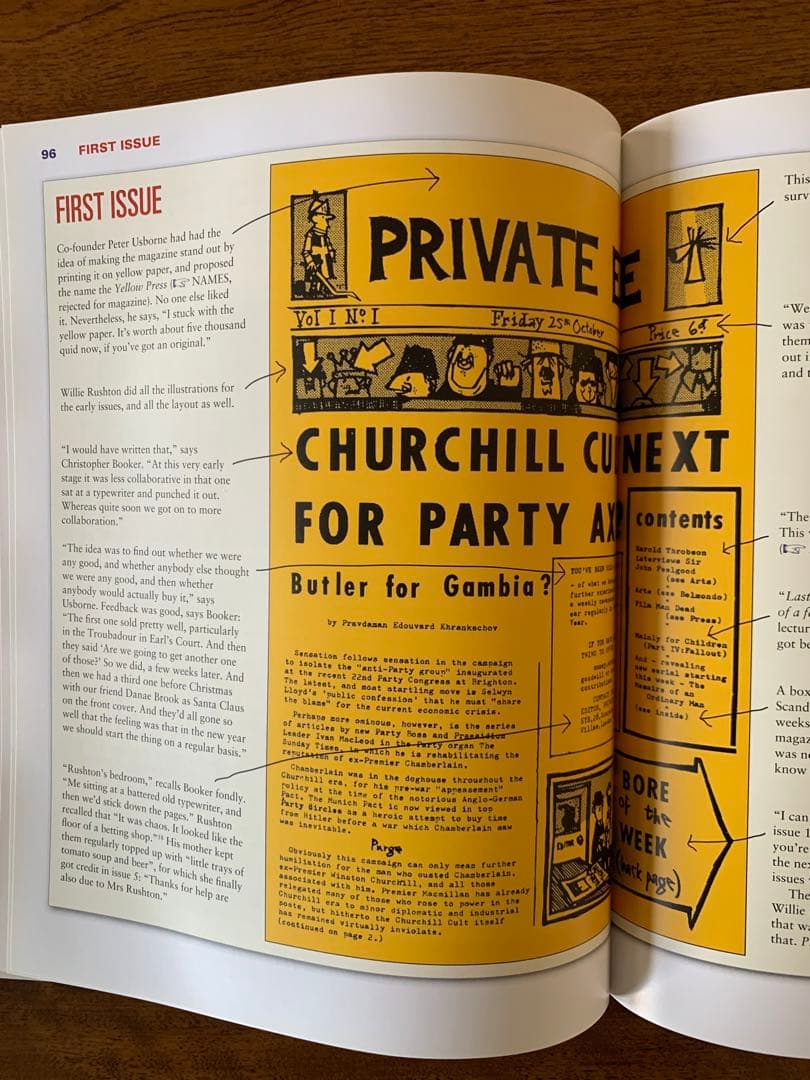 96 FIRST ISSUE
FIRST ISSUE
Co-founder Peter Usborne had had the
idea of making the magazine stand out by
printing it on yellow paper, and proposed
the name the Yellow Press (☞ NAMES,
rejected for magazine). No one else liked
it. Nevertheless, he says, “I stuck with the
yellow paper. It's worth about five thousand
quid now, if you've got an original.”
Willie Rushton did all the illustrations for
the early issues, and all the layout as well.
“I would have written that,” says
Christopher Booker. “At this very early
stage it was less collaborative in that one
sat at a typewriter and punched it out.
Whereas quite soon we got on to more
collaboration.”
“The idea was to find out whether we were
any good, and whether anybody else thought
we were any good, and then whether
anybody would actually buy it,” says
Usborne. Feedback was good, says Booker:
“The first one sold pretty well, particularly
in the Troubadour in Earl's Court. And then
they said ‘Are we going to get another one
of those?’ So we did, a few weeks later. And
then we had a third one before Christmas
with our friend Danae Brook as Santa Claus
on the front cover. And they'd all gone so
well that the feeling was that in the new year
we should start the thing on a regular basis.”
“Rushton's bedroom,” recalls Booker fondly.
“Me sitting at a battered old typewriter, and
then we'd stick down the pages.” Rushton
recalled that “It was chaos. It looked like the
floor of a betting shop.” His mother kept
them regularly topped up with “little trays of
tomato soup and beer”, for which she finally
got credit in issue 5: “Thanks for help are
also due to Mrs Rushton.”
PRIVATE E
Vol I No. I Friday 25th October Price 6d
CHURCHILL CU NEXT
FOR PARTY AX
Butler for Gambia?
by Pravdaman Edouvard Khrankschov
Sensation follows sensation in the campaign
to isolate the "anti-Party group" inaugurated
at the recent 22nd Party Congress at Brighton.
The latest, and most startling move is Selwyn
Lloyd's 'public confession' that he must "share
the blame" for the current economic crisis.
Perhaps more ominous, however, is the series
of articles by new Party Boss and Praesidium
Leader Ivan MacLeod in the Party organ The
Sunday Times, in which he is rehabilitating the
reputation of ex-Premier Chamberlain.
Chamberlain was in the doghouse throughout the
Churchill era, for his pre-war "appeasement"
policy at the time of the notorious Anglo-German
Pact. The Munich Pact is now viewed in top
Party circles as a heroic attempt to buy time
from Hitler before a war which Chamberlain saw
was inevitable.
Purge
Obviously this campaign can only mean further
humiliation for the man who ousted Chamberlain,
ex-Premier Winston Churchill, and all those
associated with him. Premier Macmillan has already
relegated many of those who rose to power in the
Churchill era to minor diplomatic and industrial
posts, but hitherto the Churchill Cult itself
has remained virtually inviolate.
(continued on page 2.)
YOU'VE BEEN
- of what we
further
a weekly
ear regularly
Year.
IF YOU
THING TO
goodwill
EDITOR,
contents
Harold Throbson
interviews Sir
John Feelgood
(see Arts)
Arts (see Belmondo)
Film Man Dead
(see Press)
Mainly for Children
(Part IV:Fallout)
And - revealing
new serial starting
this week - The
Memoirs of an
Ordinary Man
(see inside)
BORE
of the
WEEK
(back page)
This
surv
“We
was
them
out i
and t
“The
This
(☞
“Last
of a f
lectur
got be
A box
Scand
weeks
magaz
was n
know
“I can
issue 1
you're
the ne
issues
The
Willie
that wa
that. P